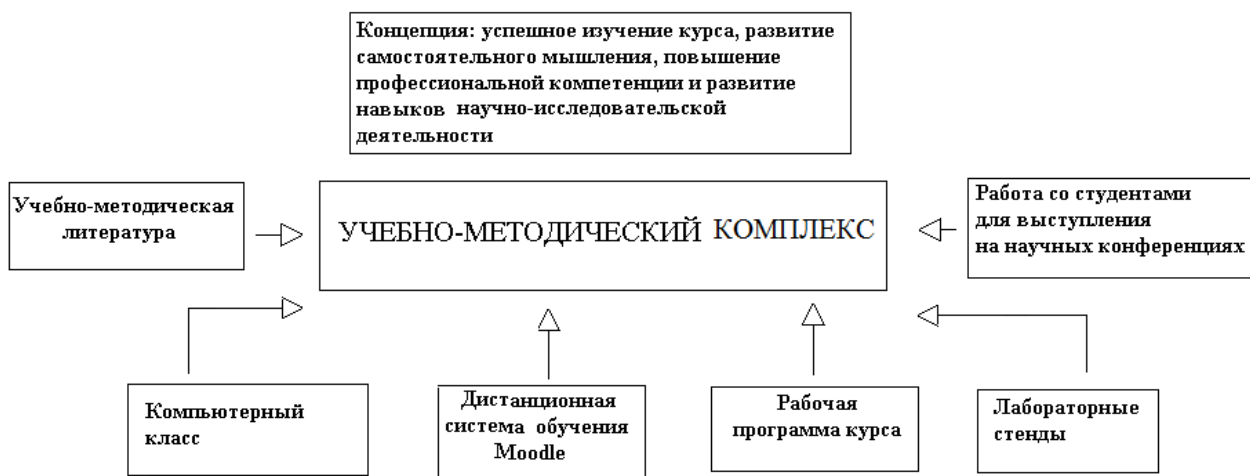 Концепция: успешное изучение курса, развитие
самостоятельного мышления, повышение
профессиональной компетенции и развитие
навыков научно-исследовательской
деятельности
Учебно-методическая
литература
УЧЕБНО-МЕТОДИЧЕСКИЙ КОМПЛЕКС
Работа со студентами
для выступления
на научных конференциях
Компьютерный
класс
Дистанционная
система обучения
Moodle
Рабочая
программа курса
Лабораторные
стенды